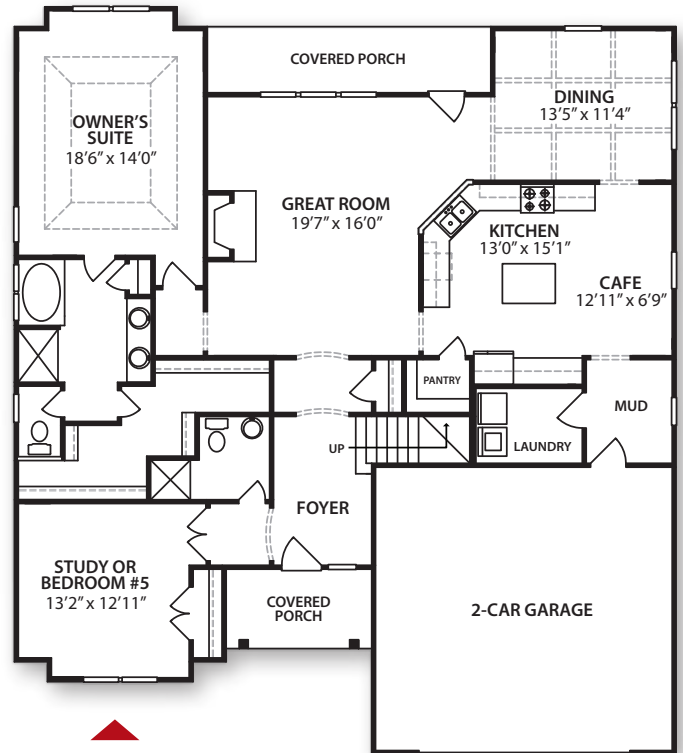 COVERED PORCH
DINING
13’5” x 11’4”
OWNER’S
SUITE
18’6” x 14’0”
GREAT ROOM
19’7” x 16’0”
KITCHEN
13’0” x 15’1”
CAFE
12’11” x 6’9”
PANTRY
MUD
LAUNDRY
UP
FOYER
STUDY OR
BEDROOM #5
13’2” x 12’11”
COVERED
PORCH
2-CAR GARAGE